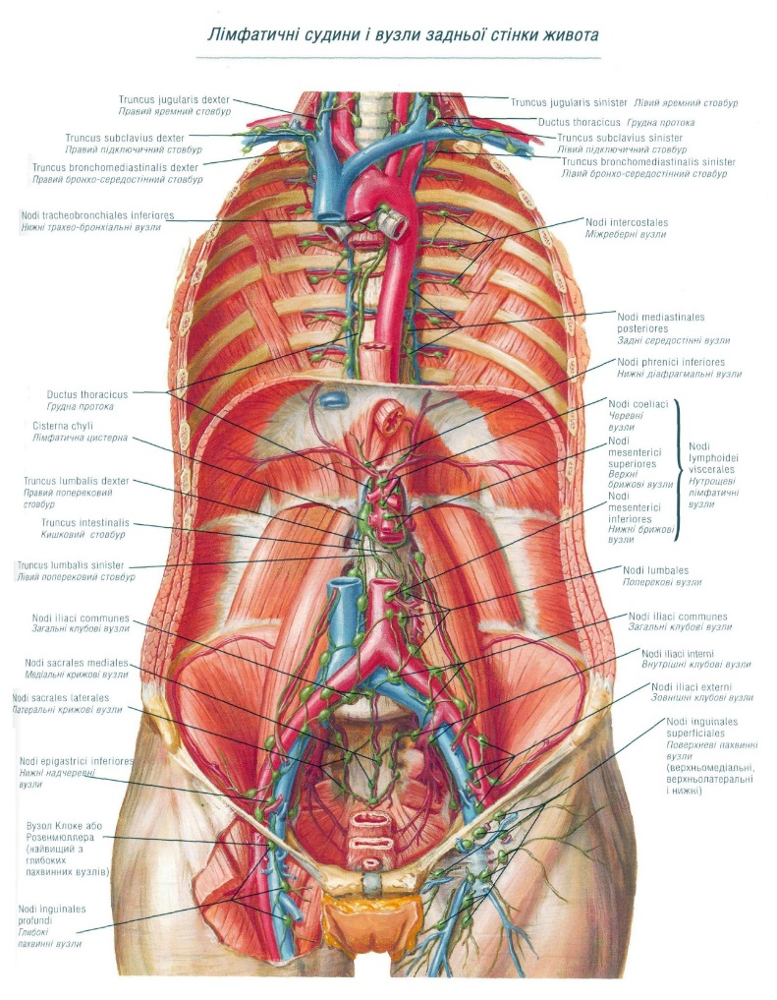 Лімфатичні судини і вузли задньої стінки живота
Truncus jugularis dexter
Правий яремний стовбур
Truncus subclavius dexter
Правий підключичний стовбур
Truncus bronchomediastinalis dexter
Правий бронхо-середостінний стовбур
Nodi tracheobronchiales inferiores
Нижні трахео-бронхіальні вузли
Ductus thoracicus
Грудна протока
Cisterna chyli
Лімфатична цистерна
Truncus lumbalis dexter
Правий поперековий
стовбур
Truncus intestinalis
Кишковий стовбур
Truncus lumbalis sinister
Лівий поперековий стовбур
Nodi iliaci communes
Загальні клубові вузли
Nodi sacrales mediales
Медіальні крижові вузли
Nodi sacrales laterales
Латеральні крижові вузли
Nodi epigastrici inferiores
Нижні надчеревні
вузли
Вузол Клоке або
Розенмюллера
(найвищий з
глибоких
пахвинних вузлів)
Nodi inguinales
profundi
Глибокі
пахвинні вузли
Truncus jugularis sinister Лівий яремний стовбур
Ductus thoracicus Грудна протока
Truncus subclavius sinister
Лівий підключичний стовбур
Truncus bronchomediastinalis sinister
Лівий бронхо-середостінний стовбур
Nodi intercostales
Міжреберні вузли
Nodi mediastinales
posteriores
Задні середостінні вузли
Nodi phrenici inferiores
Нижні діафрагмальні вузли
Nodi coeliaci
Черевні
вузли
Nodi
mesenterici
superiores
Верхні
брижові вузли
Nodi
mesenterici
inferiores
Нижні брижові
вузли
Nodi
lymphoidei
viscerales
Нутрощеві
лімфатичні
вузли
Nodi lumbales
Поперекові вузли
Nodi iliaci communes
Загальні клубові вузли
Nodi iliaci interni
Внутрішні клубові вузли
Nodi iliaci externi
Зовнішні клубові вузли
Nodi inguinales
superficiales
Поверхневі пахвинні
вузли
(верхньомедіальні,
верхньолатеральні
і нижні)